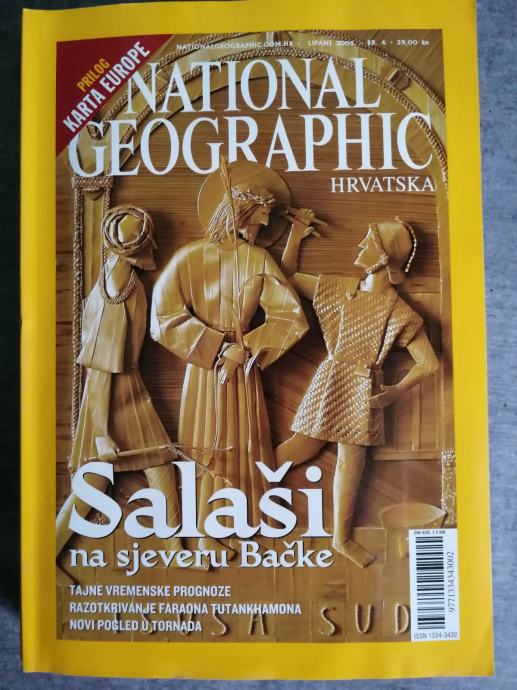 PRILOG
KARTA EUROPE
NATIONALGEOGRAPHIC.COM.HR • LIPANJ 2005. • BR. 6 • 29,00 kn
NATIONAL
GEOGRAPHIC
HRVATSKA
Salaši
na sjeveru Bačke
TAJNE VREMENSKE PROGNOZE
RAZOTKRIVANJE FARAONA TUTANKHAMONA
NOVI POGLED U TORNADA
SUD
9771334343002
ISSN 1334-3432